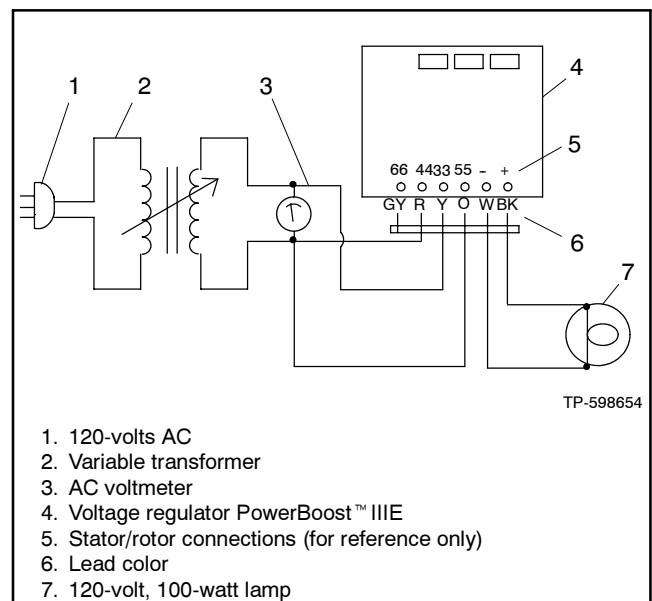 1 2 3 4
66 44 33 55 - +
5
GY R Y O W BK
6
7
TP-598654
1. 120-volts AC
2. Variable transformer
3. AC voltmeter
4. Voltage regulator PowerBoost™ IIIE
5. Stator/rotor connections (for reference only)
6. Lead color
7. 120-volt, 100-watt lamp